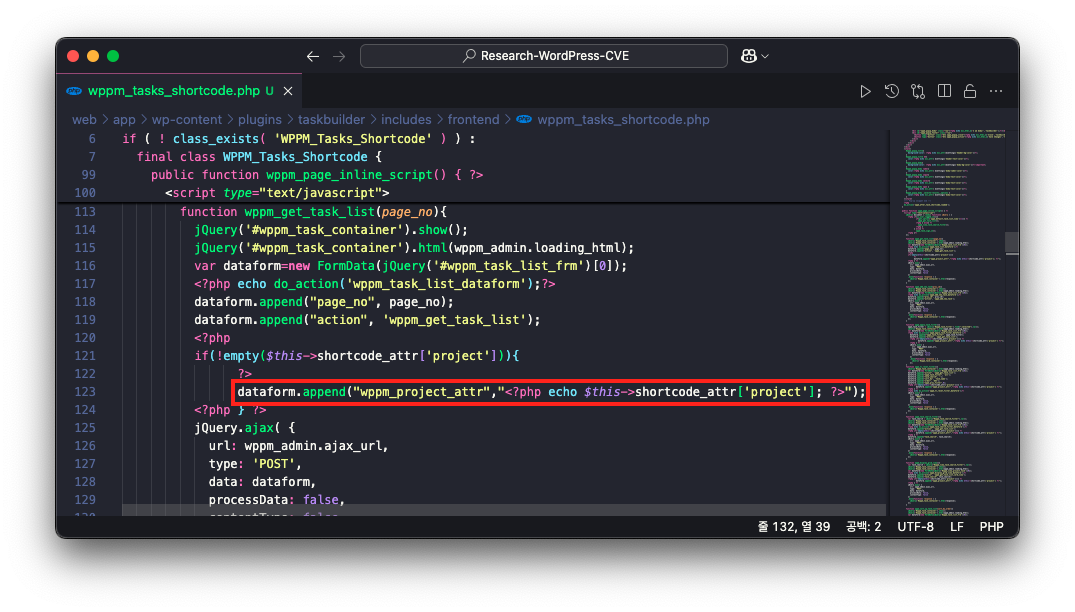 Research-WordPress-CVE
wppm_tasks_shortcode.php U
web > app > wp-content > plugins > taskbuilder > includes > frontend > wppm_tasks_shortcode.php
6 if ( ! class_exists( 'WPPM_Tasks_Shortcode' ) ) :
7 final class WPPM_Tasks_Shortcode {
99 public function wppm_page_inline_script() { ?>
100 <script type="text/javascript">
113 function wppm_get_task_list(page_no){
114 jQuery('#wppm_task_container').show();
115 jQuery('#wppm_task_container').html(wppm_admin.loading_html);
116 var dataform=new FormData(jQuery('#wppm_task_list_frm')[0]);
117 <?php echo do_action('wppm_task_list_dataform');?>
118 dataform.append("page_no", page_no);
119 dataform.append("action", 'wppm_get_task_list');
120 <?php
121 if(!empty($this->shortcode_attr['project'])){
122 ?>
123 dataform.append("wppm_project_attr","<?php echo $this->shortcode_attr['project']; ?>");
124 <?php } ?>
125 jQuery.ajax( {
126 url: wppm_admin.ajax_url,
127 type: 'POST',
128 data: dataform,
129 processData: false,
줄 132, 열 39 공백: 2 UTF-8 LF PHP